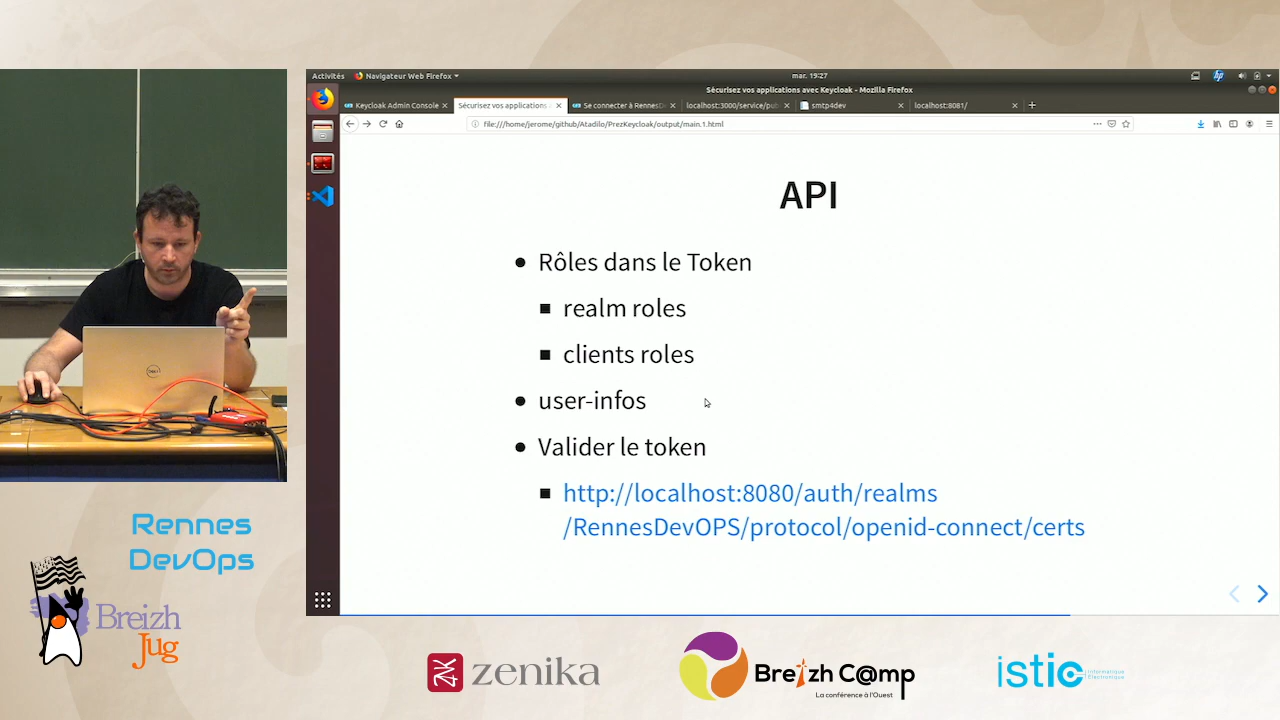 Activités
Navigateur Web Firefox
mar. 19:27
Sécurisez vos applications avec Keycloak - Mozilla Firefox
Keycloak Admin Console
Sécurisez vos applications
Se connecter à RennesD
localhost:3000/service/pub
smtp4dev
localhost:8081/
file:///home/jerome/github/Atadilo/PrezKeycloak/output/main.1.html
API
Rôles dans le Token
realm roles
clients roles
user-infos
Valider le token
http://localhost:8080/auth/realms
/RennesDevOPS/protocol/openid-connect/certs
DELL
Rennes
DevOps
Breizh
Jug
zenika
Breizh C@mp
La conférence à l'Ouest
istic
Informatique
Électronique